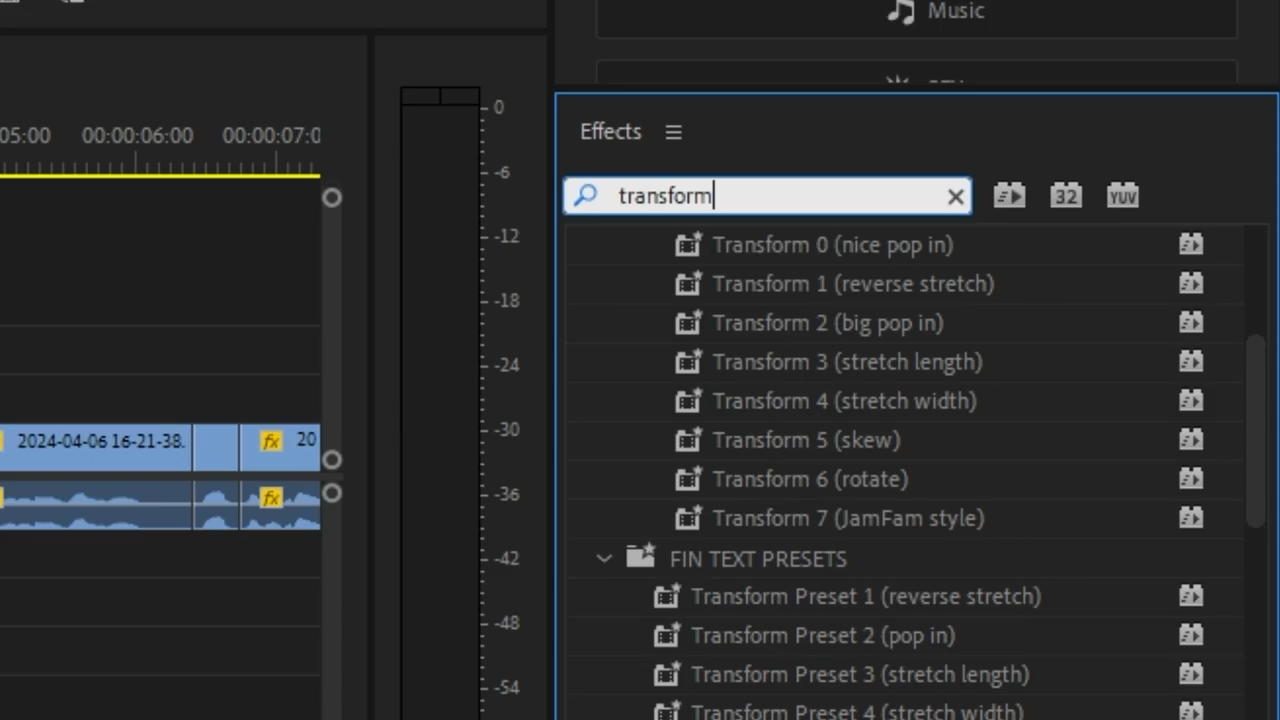 Music
05:00 00:00:06:00 00:00:07:0
0
-6
-12
-18
-24
-30
-36
-42
-48
-54
2024-04-06 16-21-38.
fx 20
fx
Effects
transform
32 YUV
Transform 0 (nice pop in)
Transform 1 (reverse stretch)
Transform 2 (big pop in)
Transform 3 (stretch length)
Transform 4 (stretch width)
Transform 5 (skew)
Transform 6 (rotate)
Transform 7 (JamFam style)
FIN TEXT PRESETS
Transform Preset 1 (reverse stretch)
Transform Preset 2 (pop in)
Transform Preset 3 (stretch length)
Transform Preset 4 (stretch width)